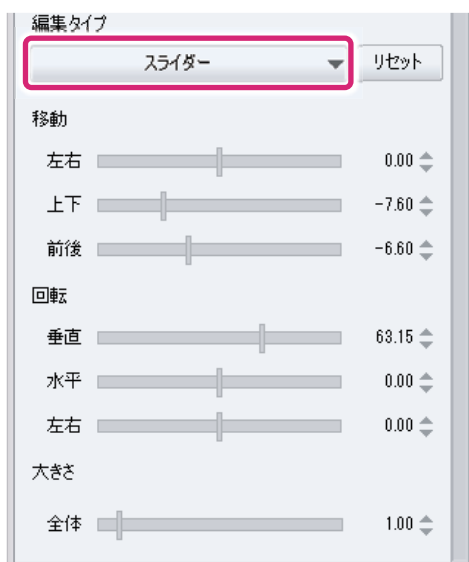 編集タイプ
スライダー リセット
移動
左右 0.00
上下 -7.60
前後 -6.60
回転
垂直 63.15
水平 0.00
左右 0.00
大きさ
全体 1.00